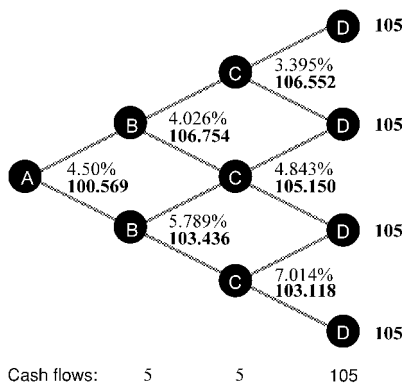 D 105
C 3.395%
106.552
B 4.026%
106.754
D 105
A 4.50%
100.569
C 4.843%
105.150
B 5.789%
103.436
D 105
C 7.014%
103.118
D 105
Cash flows: 5 5 105